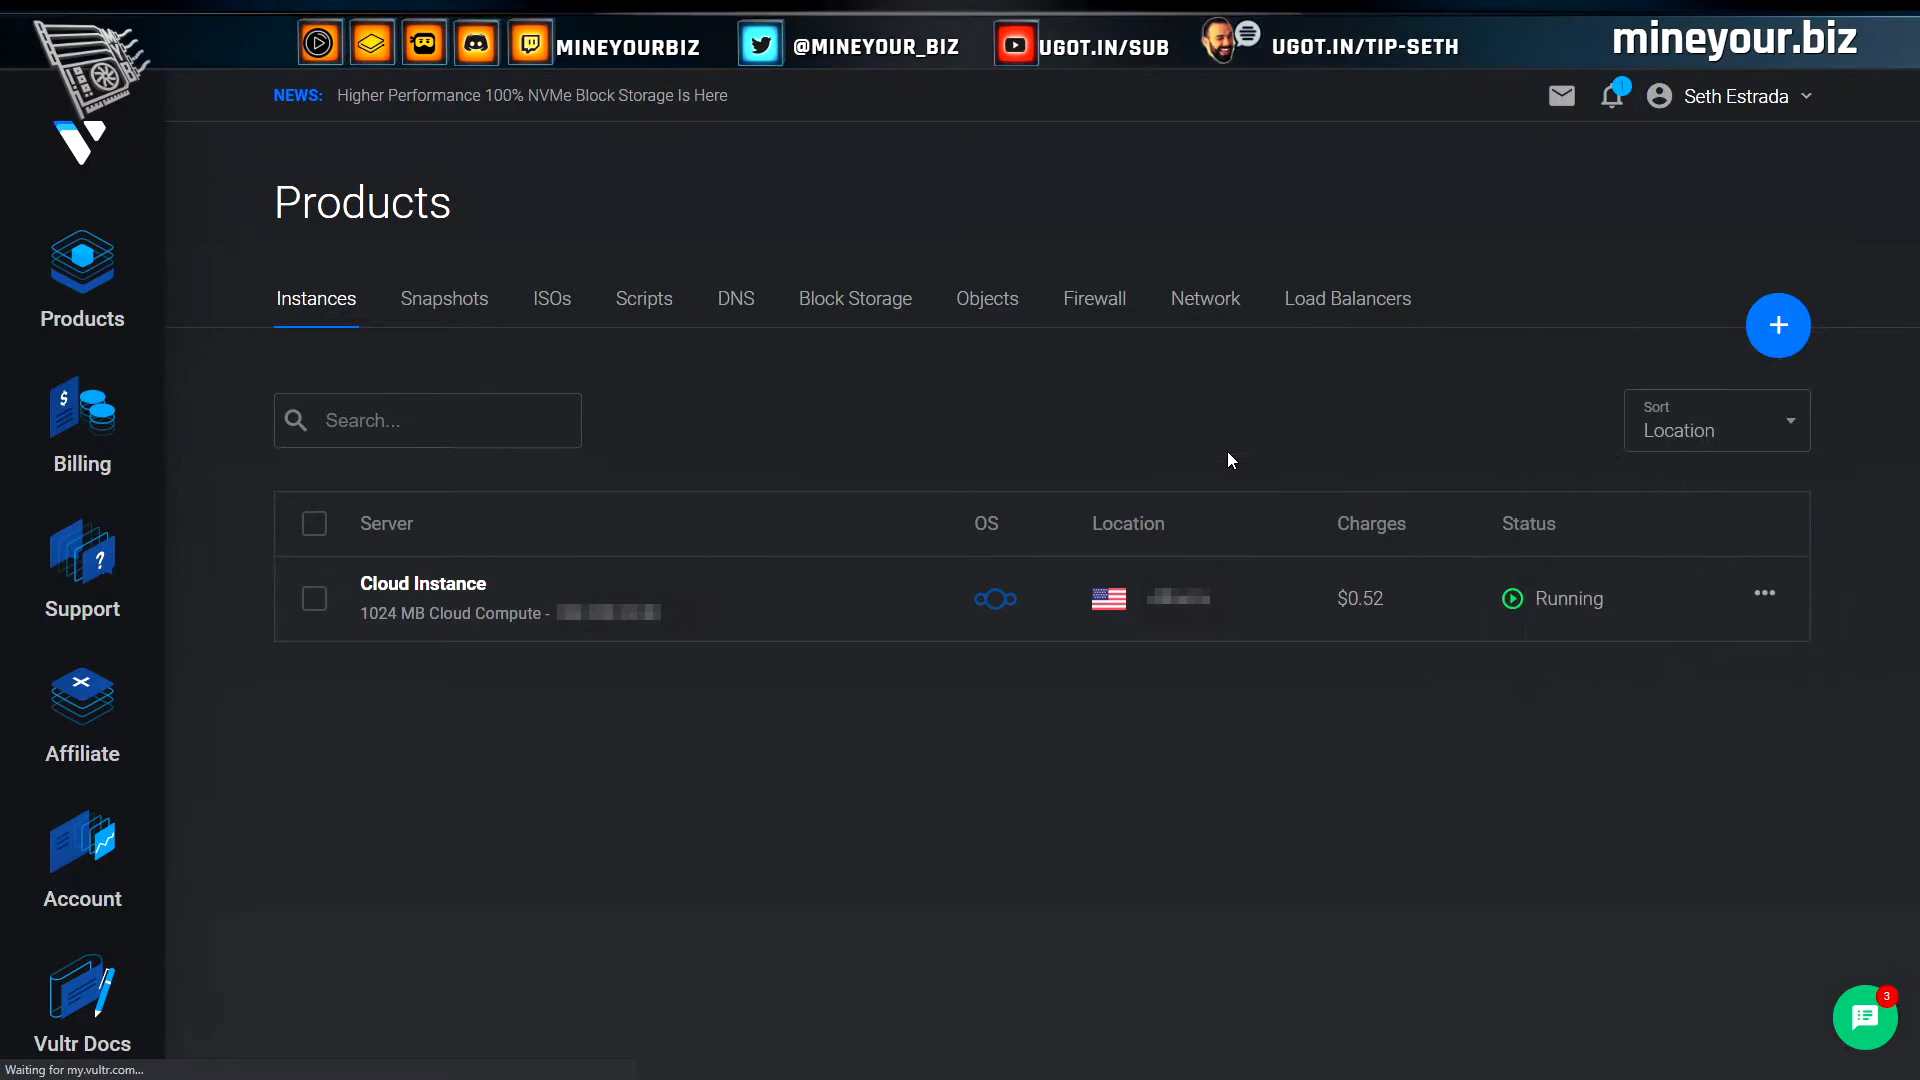 MINEYOURBIZ
@MINEYOUR_BIZ
UGOT.IN/SUB
UGOT.IN/TIP-SETH
mineyour.biz
NEWS: Higher Performance 100% NVMe Block Storage Is Here
Seth Estrada
Products
Instances Snapshots ISOs Scripts DNS Block Storage Objects Firewall Network Load Balancers
+
Search...
Sort
Location
Server OS Location Charges Status
Cloud Instance
1024 MB Cloud Compute -
$0.52
Running
Products
Billing
Support
Affiliate
Account
Vultr Docs
3
Waiting for my.vultr.com...